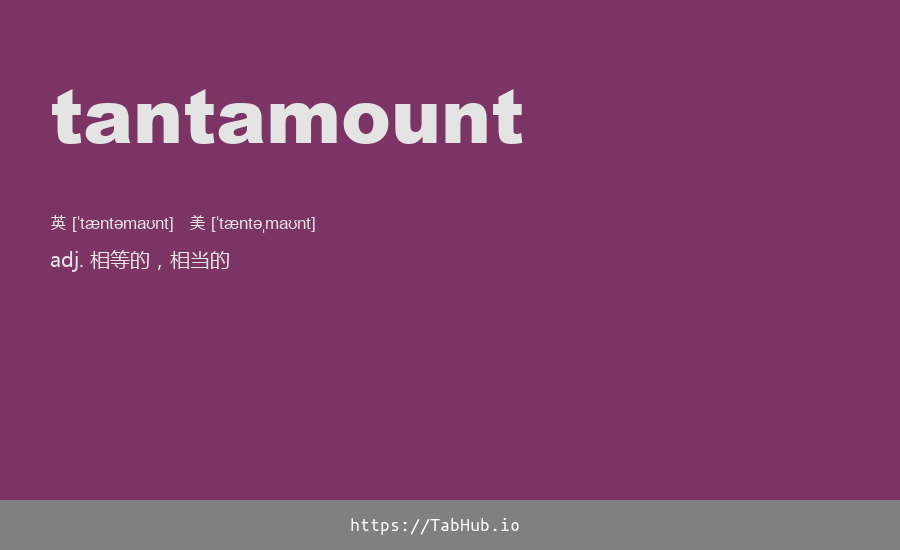 tantamount
英 [ˈtæntəmaʊnt]   美 [ˈtæntəˌmaʊnt]
adj. 相等的，相当的
https://TabHub.io